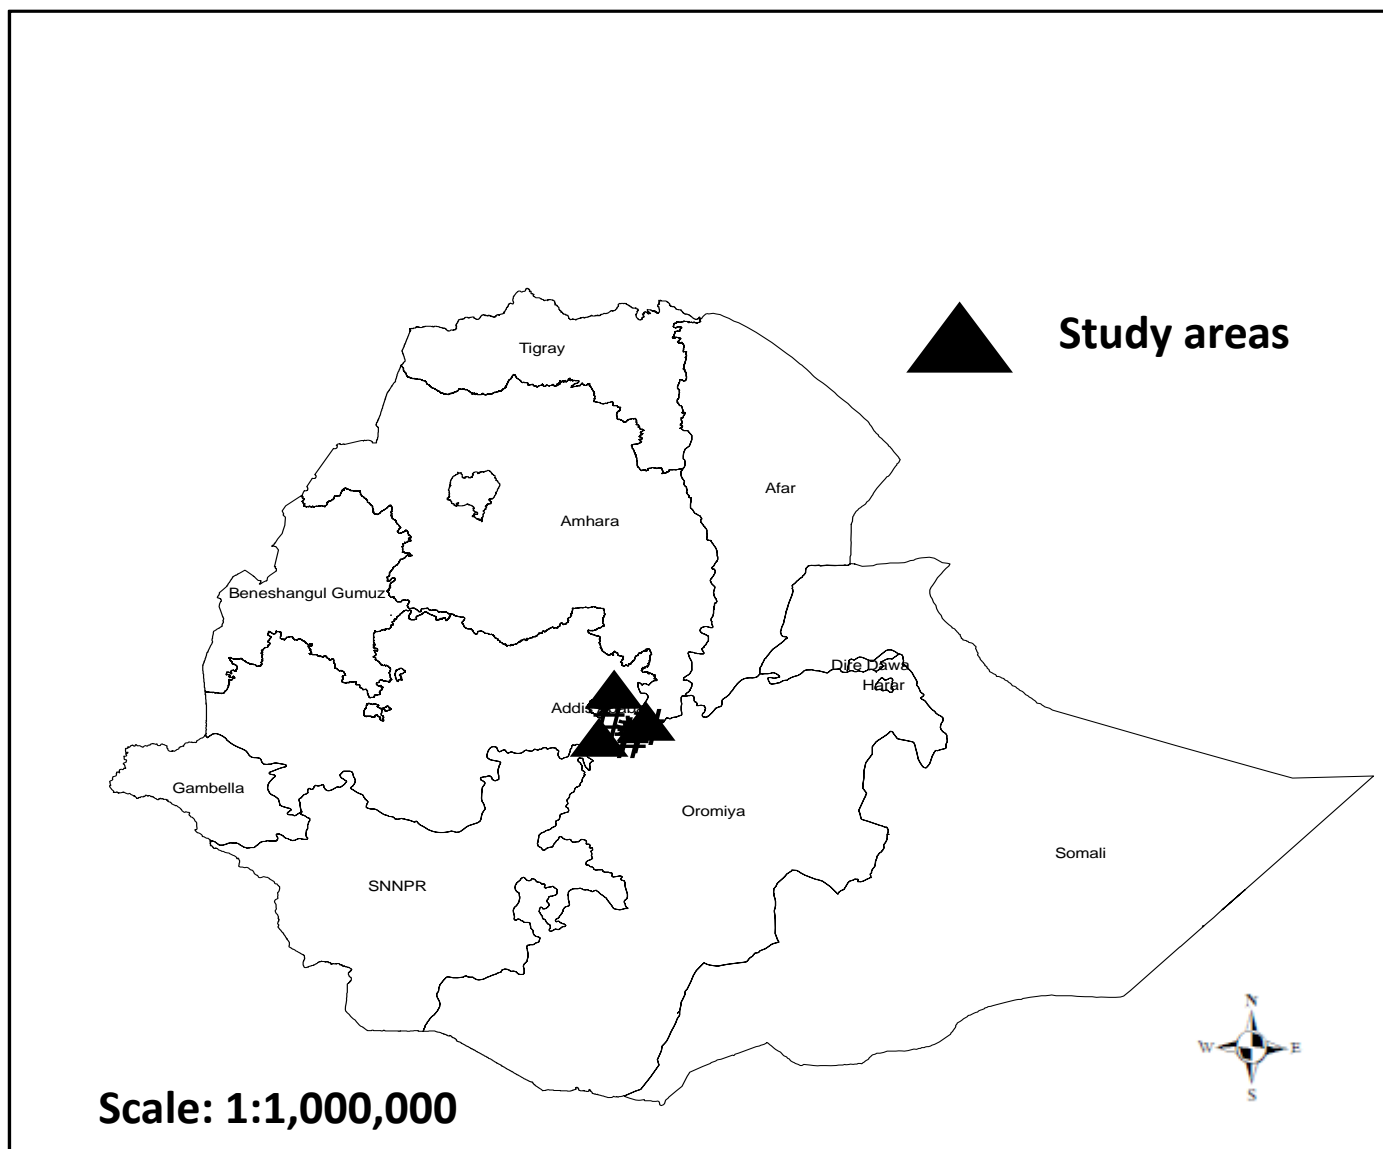 Study areas
Tigray
Afar
Amhara
Beneshangul Gumuz
Dire Dawa
Harar
Addis
Gambella
Oromiya
Somali
SNNPR
N
W E
S
Scale: 1:1,000,000